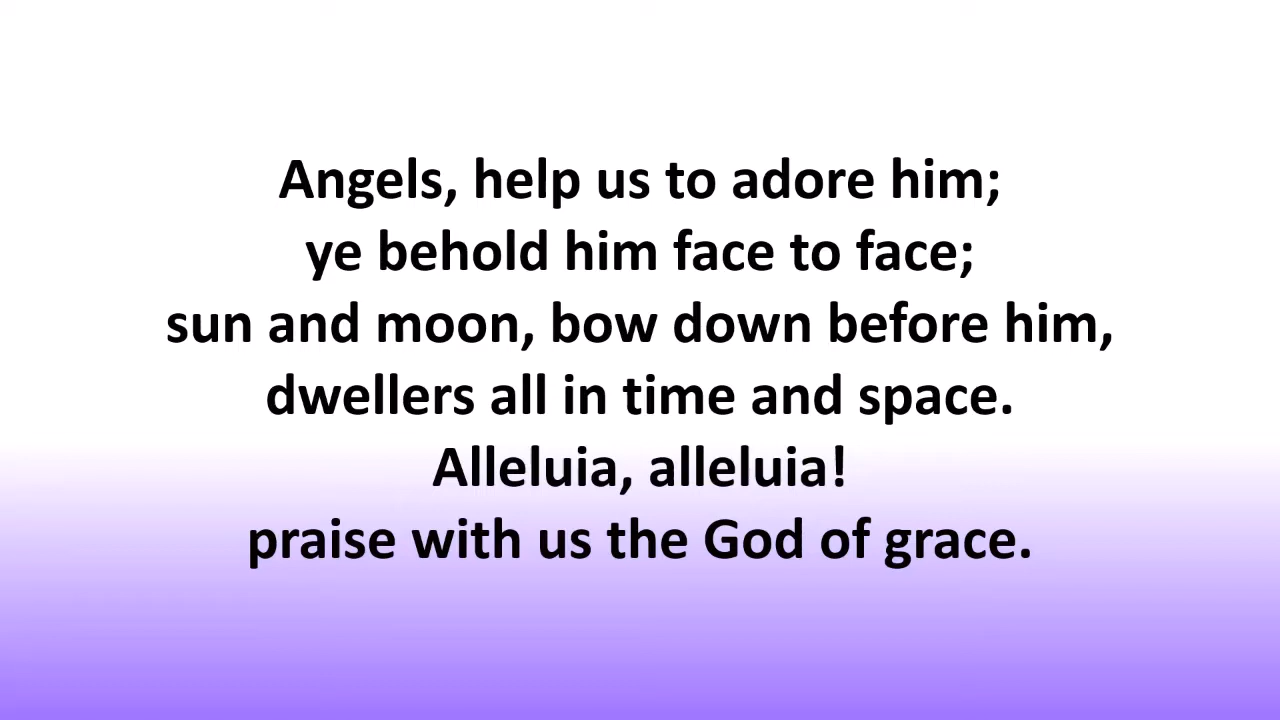 Angels, help us to adore him;
ye behold him face to face;
sun and moon, bow down before him,
dwellers all in time and space.
Alleluia, alleluia!
praise with us the God of grace.